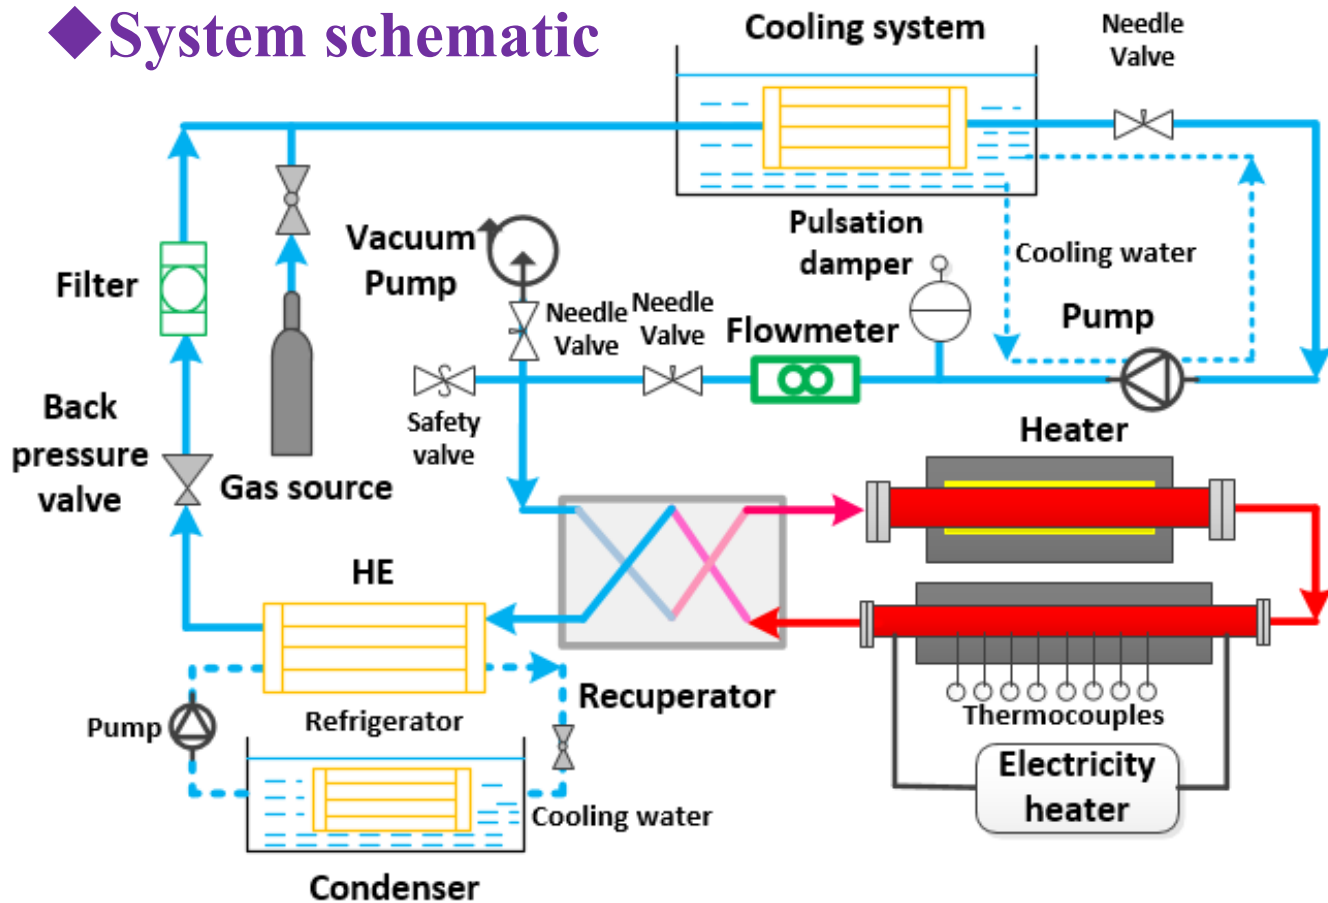 ◆System schematic
Cooling system
Needle
Valve
Vacuum
Pump
Pulsation
damper
Cooling water
Filter
Needle
Valve
Needle
Valve
Flowmeter
Pump
Back
pressure
valve
Safety
valve
Heater
Gas source
HE
Recuperator
Thermocouples
Pump
Refrigerator
Electricity
heater
Cooling water
Condenser